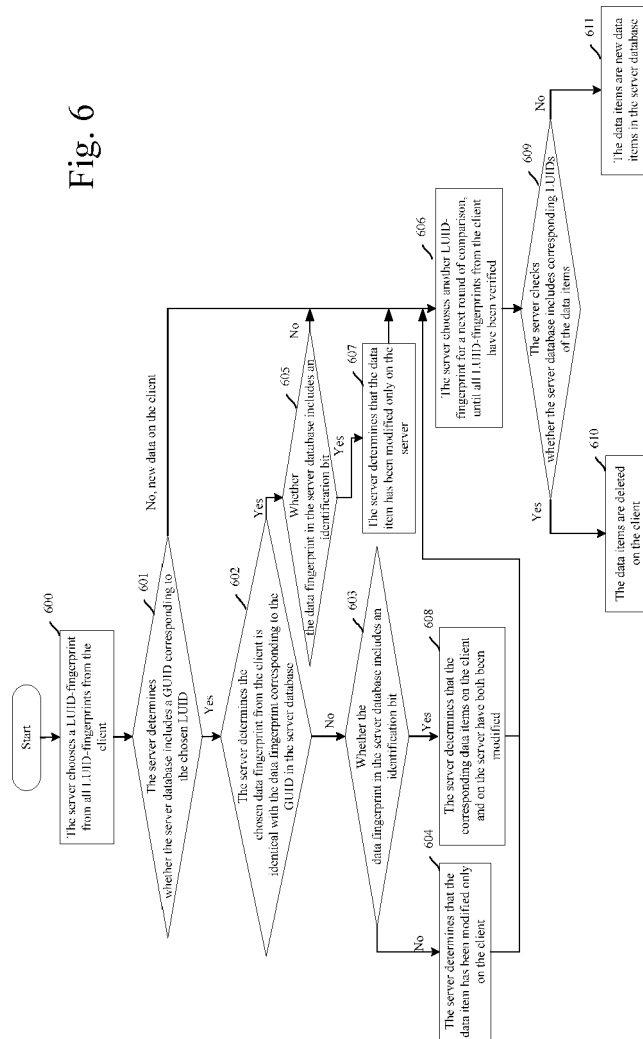 Fig. 6
Start
600
The server chooses a LUID-fingerprint
from all LUID-fingerprints from the
client
601
The server determines
whether the server database includes a GUID corresponding to
the chosen LUID
No, new data on the client
Yes
602
The server determines the
chosen data fingerprint from the client is
identical with the data fingerprint corresponding to the
GUID in the server database
Yes
605
Whether
the data fingerprint in the server database includes an
identification bit
No
Yes
607
The server determines that the data
item has been modified only on the
server
No
603
Whether the
data fingerprint in the server database includes an
identification bit
No
Yes
604
The server determines that the
data item has been modified only
on the client
608
The server determines that the
corresponding data items on the client
and on the server have both been
modified
606
The server chooses another LUID-
fingerprint for a next round of comparison,
until all LUID-fingerprints from the client
have been verified
609
The server checks
whether the server database includes corresponding LUIDs
of the data items
Yes
No
610
The data items are deleted
on the client
611
The data items are new data
items in the server database